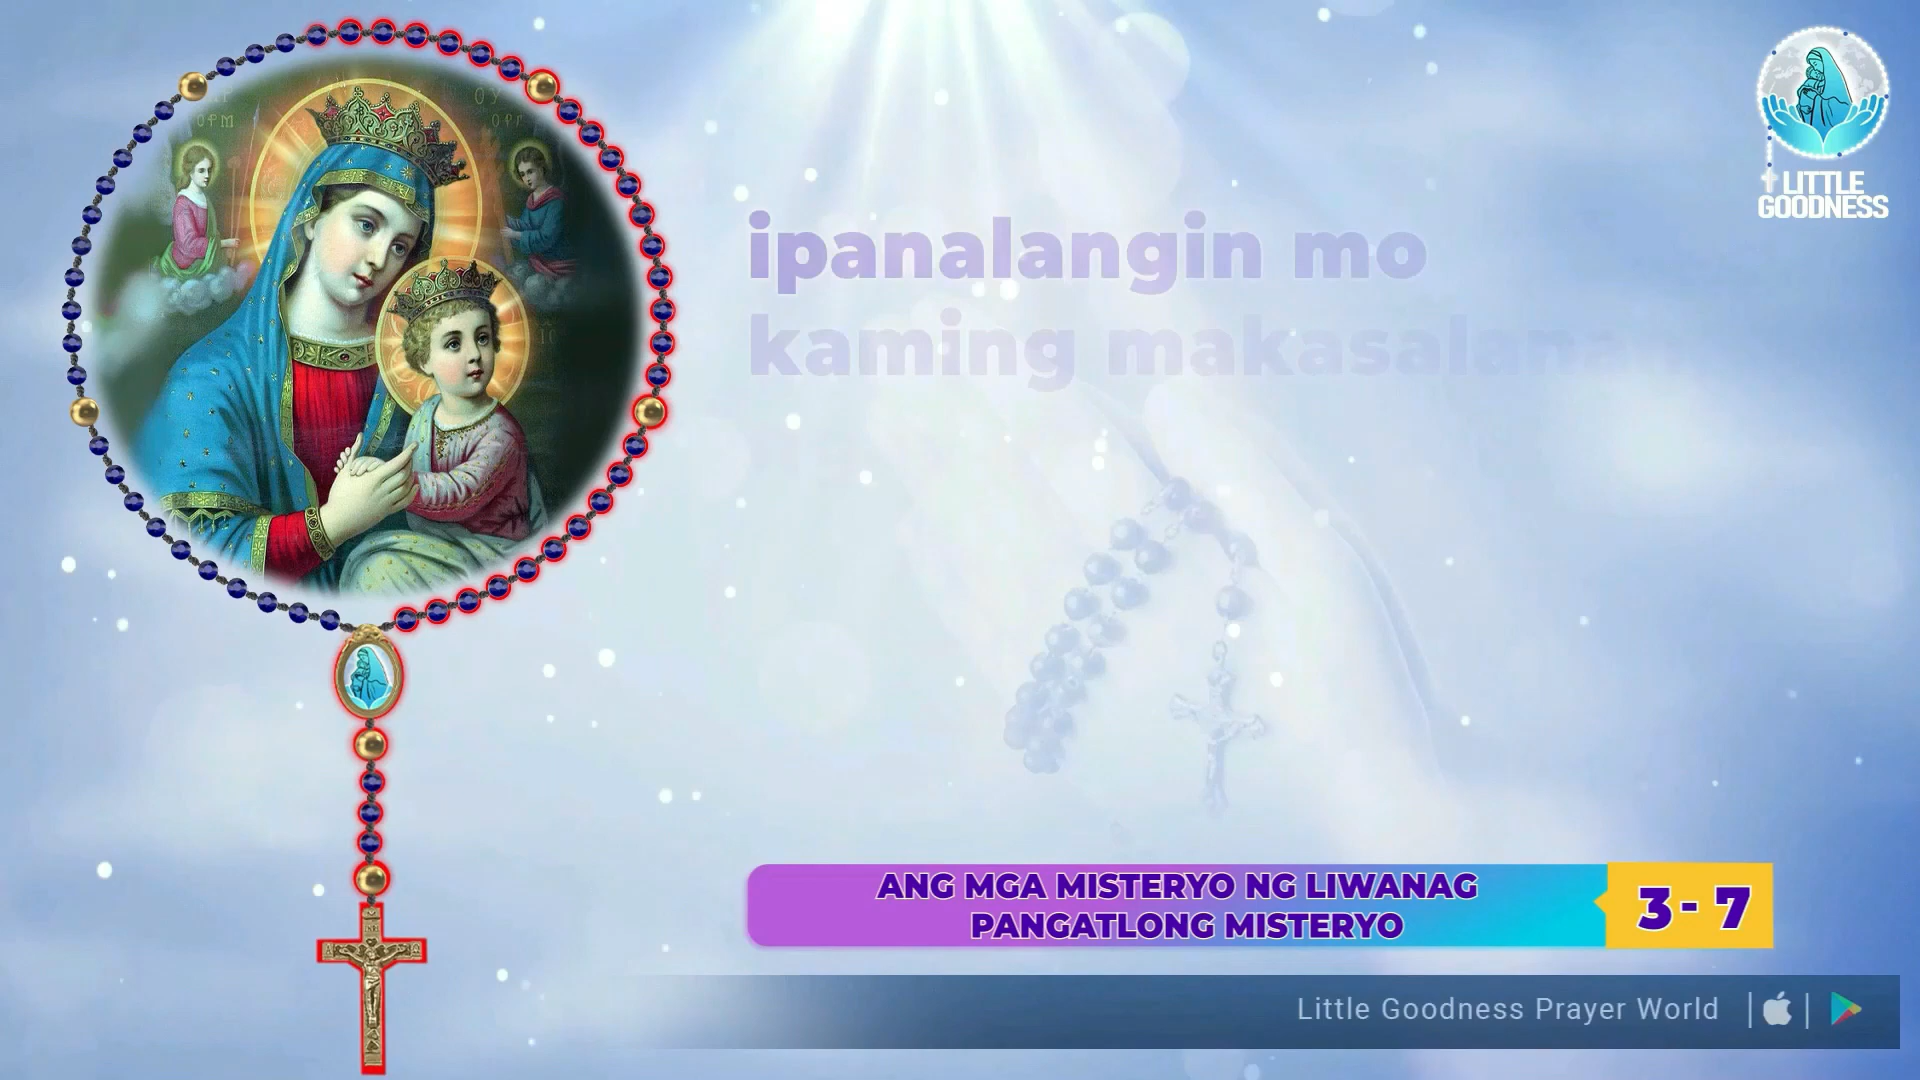 LITTLE
GOODNESS
ipanalangin mo
kaming makasalanan
ANG MGA MISTERYO NG LIWANAG
PANGATLONG MISTERYO
3- 7
Little Goodness Prayer World